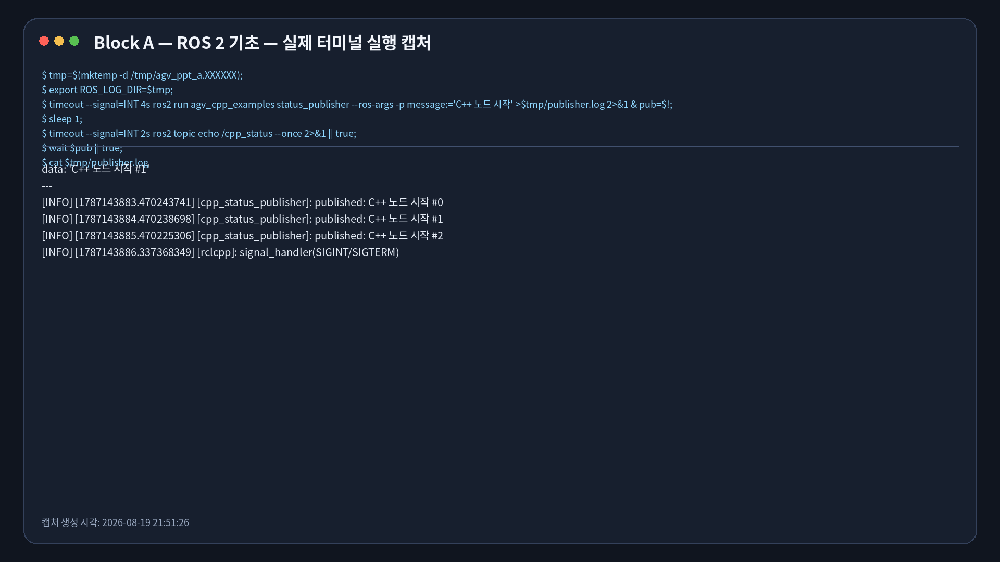 Block A — ROS 2 기초 — 실제 터미널 실행 캡처
$ tmp=$(mktemp -d /tmp/agv_ppt_a.XXXXXX);
$ export ROS_LOG_DIR=$tmp;
$ timeout --signal=INT 4s ros2 run agv_cpp_examples status_publisher --ros-args -p message:='C++ 노드 시작' >$tmp/publisher.log 2>&1 & pub=$!;
$ sleep 1;
$ timeout --signal=INT 2s ros2 topic echo /cpp_status --once 2>&1 || true;
$ wait $pub || true;
$ cat $tmp/publisher.log
data: 'C++ 노드 시작 #1'
---
[INFO] [1787143883.470243741] [cpp_status_publisher]: published: C++ 노드 시작 #0
[INFO] [1787143884.470238698] [cpp_status_publisher]: published: C++ 노드 시작 #1
[INFO] [1787143885.470225306] [cpp_status_publisher]: published: C++ 노드 시작 #2
[INFO] [1787143886.337368349] [rclcpp]: signal_handler(SIGINT/SIGTERM)
캡처 생성 시각: 2026-08-19 21:51:26